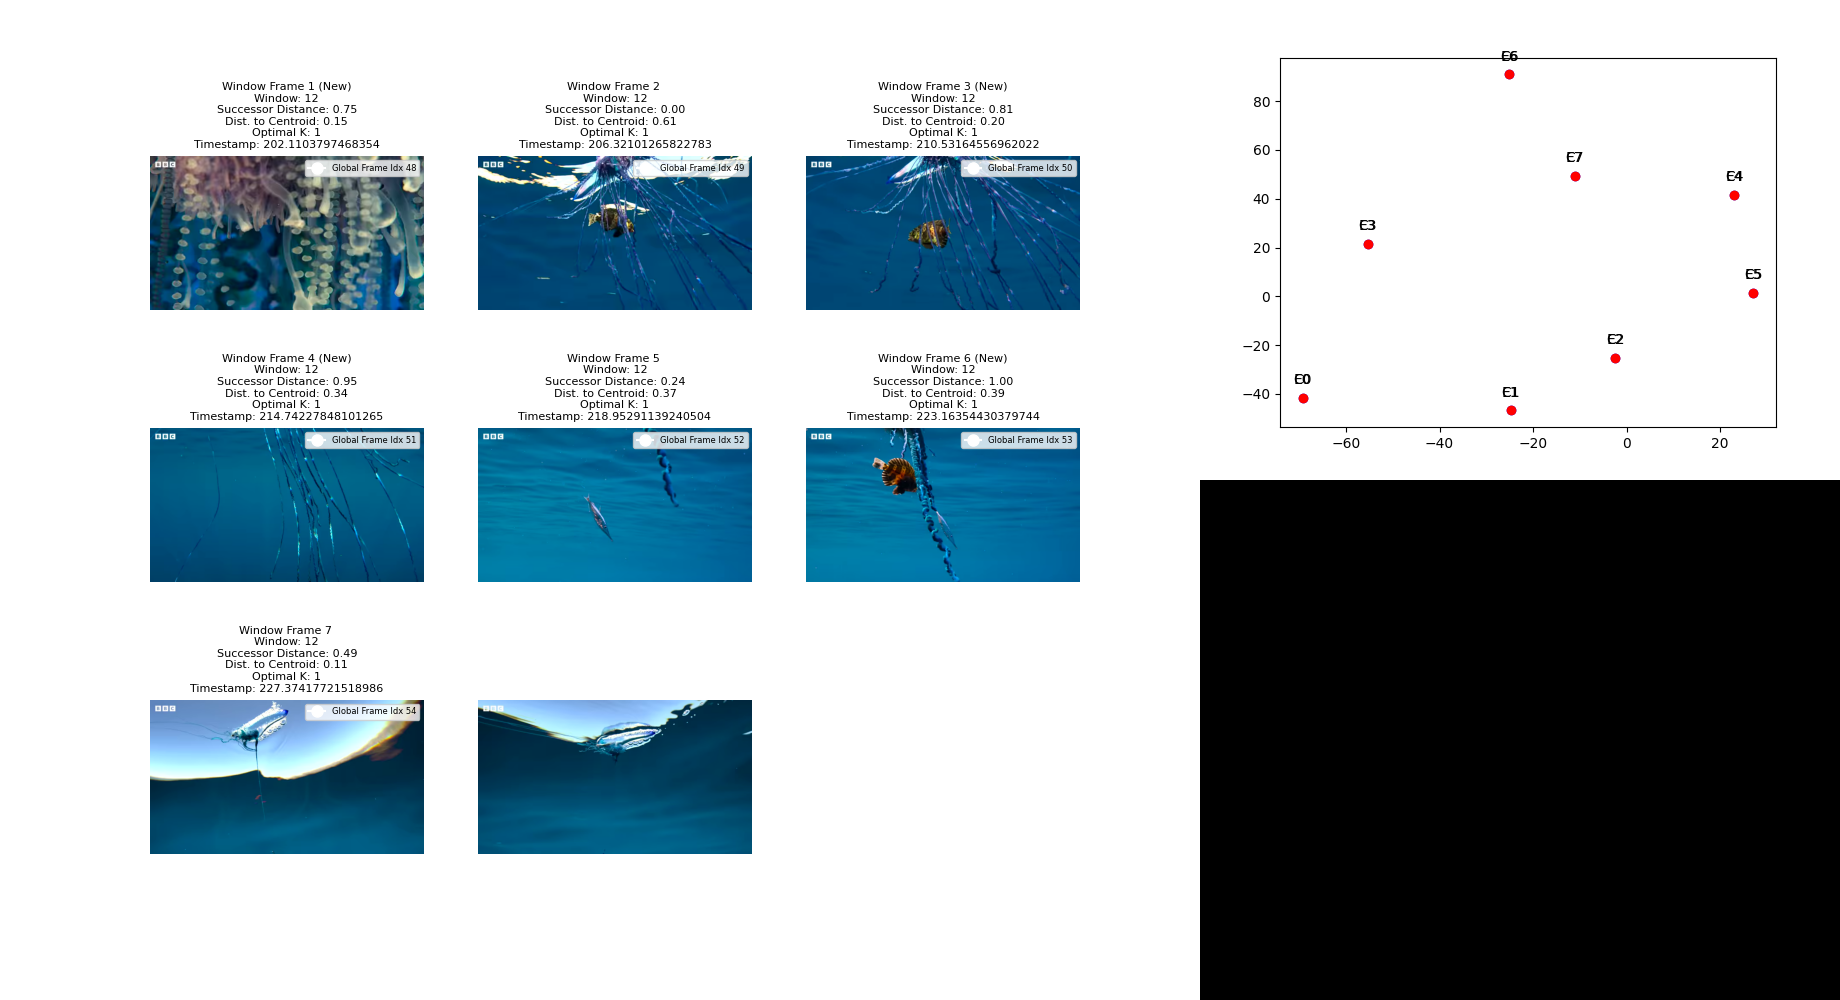 Window Frame 1 (New)
Window: 12
Successor Distance: 0.75
Dist. to Centroid: 0.15
Optimal K: 1
Timestamp: 202.1103797468354
BBC
Global Frame Idx 48
Window Frame 2
Window: 12
Successor Distance: 0.00
Dist. to Centroid: 0.61
Optimal K: 1
Timestamp: 206.32101265822783
Global Frame Idx 49
Window Frame 3 (New)
Window: 12
Successor Distance: 0.81
Dist. to Centroid: 0.20
Optimal K: 1
Timestamp: 210.53164556962022
BBC
Global Frame Idx 50
Window Frame 4 (New)
Window: 12
Successor Distance: 0.95
Dist. to Centroid: 0.34
Optimal K: 1
Timestamp: 214.74227848101265
BBC
Global Frame Idx 51
Window Frame 5
Window: 12
Successor Distance: 0.24
Dist. to Centroid: 0.37
Optimal K: 1
Timestamp: 218.95291139240504
BBC
Global Frame Idx 52
Window Frame 6 (New)
Window: 12
Successor Distance: 1.00
Dist. to Centroid: 0.39
Optimal K: 1
Timestamp: 223.16354430379744
BBC
Global Frame Idx 53
Window Frame 7
Window: 12
Successor Distance: 0.49
Dist. to Centroid: 0.11
Optimal K: 1
Timestamp: 227.37417721518986
BBC
Global Frame Idx 54
BBC
80
60
40
20
0
−20
−40
−60
−40
−20
0
20